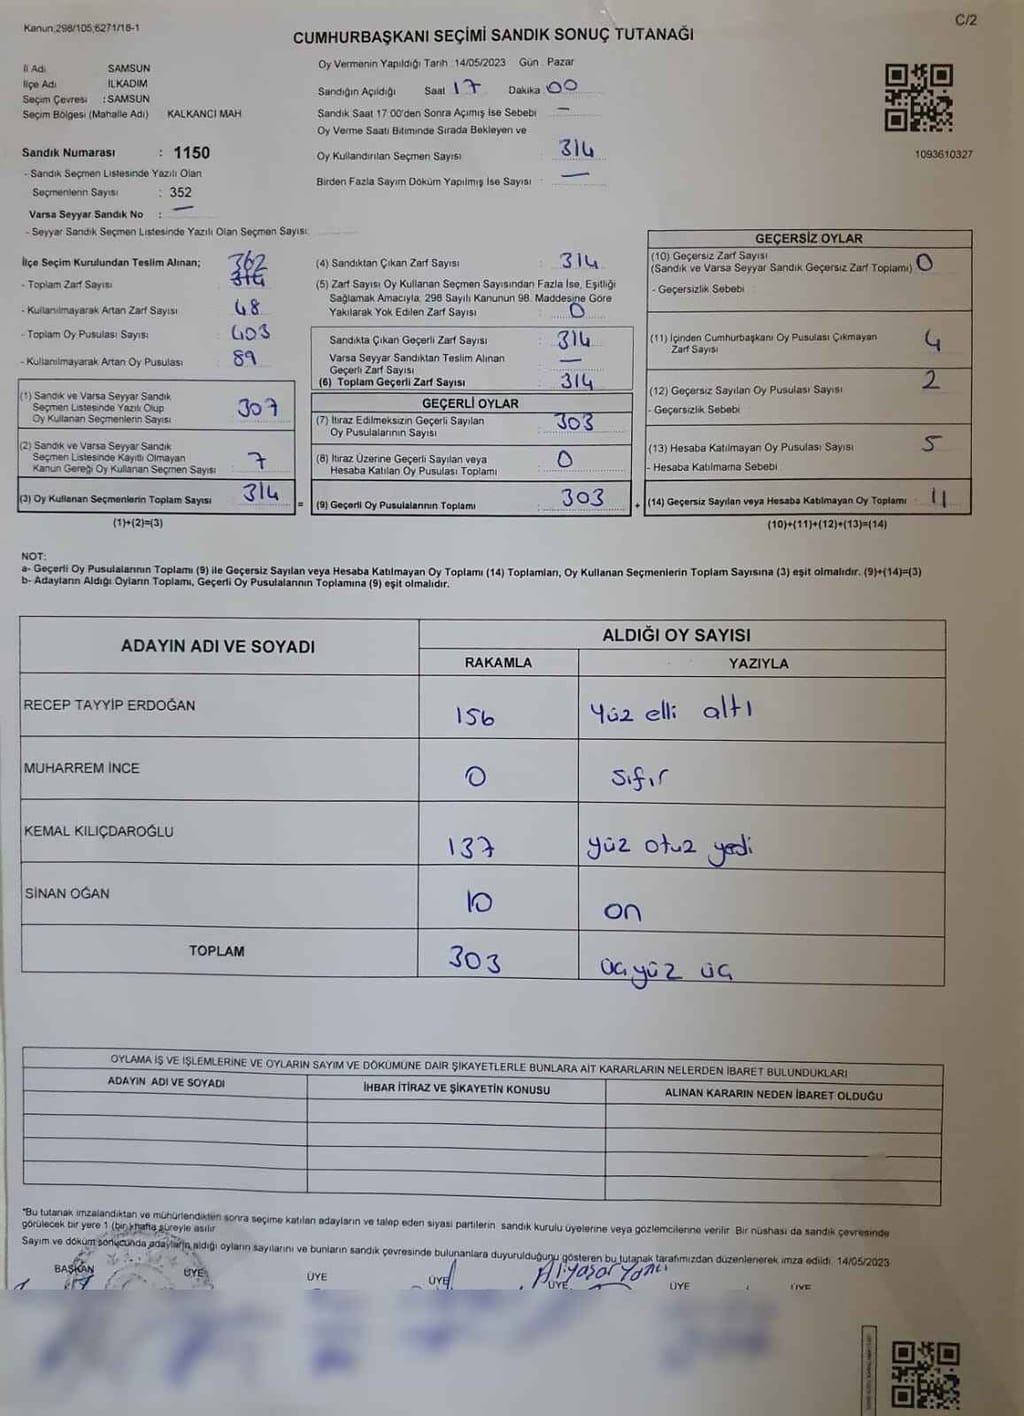 Kanun:298/105,6271/18-1
C/2
CUMHURBAŞKANI SEÇİMİ SANDIK SONUÇ TUTANAĞI
İl Adı SAMSUN
İlçe Adı İLKADIM
Seçim Çevresi :SAMSUN
Seçim Bölgesi (Mahalle Adı) KALKANCI MAH
Sandık Numarası : 1150
- Sandık Seçmen Listesinde Yazılı Olan
Seçmenlerin Sayısı : 352
Varsa Seyyar Sandık No : —
- Seyyar Sandık Seçmen Listesinde Yazılı Olan Seçmen Sayısı:
Oy Vermenin Yapıldığı Tarih :14/05/2023 Gün : Pazar
Sandığın Açıldığı Saat 17 Dakika 00
Sandık Saat 17:00'den Sonra Açımış İse Sebebi : —
Oy Verme Saati Bitiminde Sırada Bekleyen ve
Oy Kullandırılan Seçmen Sayısı : 314
Birden Fazla Sayım Döküm Yapılmış İse Sayısı : —
1093610327
İlçe Seçim Kurulundan Teslim Alınan; 362
- Toplam Zarf Sayısı : 314
- Kullanılmayarak Artan Zarf Sayısı : 48
- Toplam Oy Pusulası Sayısı : 403
- Kullanılmayarak Artan Oy Pusulası : 89
(1) Sandık ve Varsa Seyyar Sandık
Seçmen Listesinde Yazılı Olup
Oy Kullanan Seçmenlerin Sayısı : 307
(2) Sandık ve Varsa Seyyar Sandık
Seçmen Listesinde Kayıtlı Olmayan
Kanun Gereği Oy Kullanan Seçmen Sayısı : 7
(3) Oy Kullanan Seçmenlerin Toplam Sayısı : 314
(1)+(2)=(3)
(4) Sandıktan Çıkan Zarf Sayısı : 314
(5) Zarf Sayısı Oy Kullanan Seçmen Sayısından Fazla İse, Eşitliği
Sağlamak Amacıyla, 298 Sayılı Kanunun 98. Maddesine Göre
Yakılarak Yok Edilen Zarf Sayısı : 0
Sandıkta Çıkan Geçerli Zarf Sayısı : 314
Varsa Seyyar Sandıktan Teslim Alınan
Geçerli Zarf Sayısı : —
(6) Toplam Geçerli Zarf Sayısı : 314
GEÇERLİ OYLAR
(7) İtiraz Edilmeksizin Geçerli Sayılan
Oy Pusulalarının Sayısı : 303
(8) İtiraz Üzerine Geçerli Sayılan veya
Hesaba Katılan Oy Pusulası Toplamı : 0
= (9) Geçerli Oy Pusulalarının Toplamı : 303
GEÇERSİZ OYLAR
(10) Geçersiz Zarf Sayısı
(Sandık ve Varsa Seyyar Sandık Geçersiz Zarf Toplamı) 0
- Geçersizlik Sebebi :
(11) İçinden Cumhurbaşkanı Oy Pusulası Çıkmayan
Zarf Sayısı : 4
(12) Geçersiz Sayılan Oy Pusulası Sayısı : 2
- Geçersizlik Sebebi :
(13) Hesaba Katılmayan Oy Pusulası Sayısı : 5
- Hesaba Katılmama Sebebi :
+ (14) Geçersiz Sayılan veya Hesaba Katılmayan Oy Toplamı : 11
(10)+(11)+(12)+(13)=(14)
NOT:
a- Geçerli Oy Pusulalarının Toplamı (9) ile Geçersiz Sayılan veya Hesaba Katılmayan Oy Toplamı (14) Toplamları, Oy Kullanan Seçmenlerin Toplam Sayısına (3) eşit olmalıdır. (9)+(14)=(3)
b- Adayların Aldığı Oyların Toplamı, Geçerli Oy Pusulalarının Toplamına (9) eşit olmalıdır.
ADAYIN ADI VE SOYADI
ALDIĞI OY SAYISI
RAKAMLA YAZIYLA
RECEP TAYYİP ERDOĞAN 156 Yüz elli altı
MUHARREM İNCE 0 sıfır
KEMAL KILIÇDAROĞLU 137 yüz otuz yedi
SİNAN OĞAN 10 on
TOPLAM 303 üçyüz üç
OYLAMA İŞ VE İŞLEMLERİNE VE OYLARIN SAYIM VE DÖKÜMÜNE DAİR ŞİKAYETLERLE BUNLARA AİT KARARLARIN NELERDEN İBARET BULUNDUKLARI
ADAYIN ADI VE SOYADI İHBAR İTİRAZ VE ŞİKAYETİN KONUSU ALINAN KARARIN NEDEN İBARET OLDUĞU
"Bu tutanak imzalandıktan ve mühürlendikten sonra seçime katılan adayların ve talep eden siyasi partilerin sandık kurulu üyelerine veya gözlemcilerine verilir. Bir nüshası da sandık çevresinde
görülecek bir yere 1 (bir) hafta süreyle asılır.
Sayım ve döküm sonucunda adayların aldığı oyların sayılarını ve bunların sandık çevresinde bulunanlara duyurulduğunu gösteren bu tutanak tarafımızdan düzenlenerek imza edildi. 14/05/2023
BAŞKAN ÜYE ÜYE ÜYE ÜYE ÜYE ÜYE